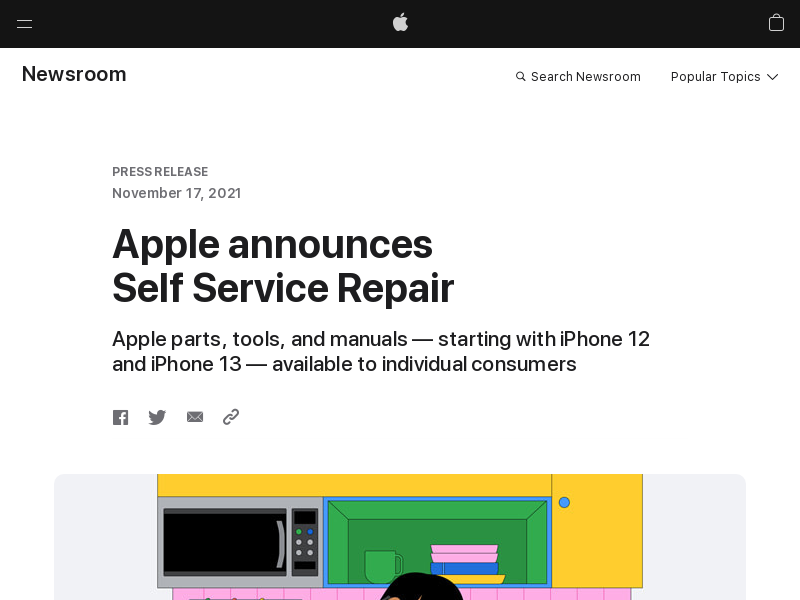 Newsroom
Search Newsroom
Popular Topics
PRESS RELEASE
November 17, 2021
Apple announces
Self Service Repair
Apple parts, tools, and manuals — starting with iPhone 12
and iPhone 13 — available to individual consumers